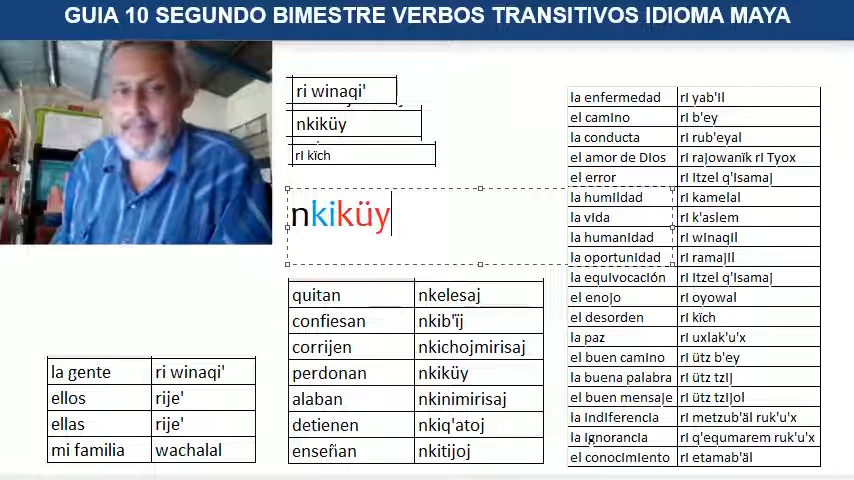 GUIA 10 SEGUNDO BIMESTRE VERBOS TRANSITIVOS IDIOMA MAYA
ri winaqi'
nkiküy
rI kïch
nkiküy
quitan nkelesaj
confiesan nkib'ïj
corrijen nkichojmirisaj
perdonan nkiküy
alaban nkinimirisaj
detienen nkiq'atoj
enseñan nkitijoj
la gente ri winaqi'
ellos rije'
ellas rije'
mi familia wachalal
la enfermedad rI yab'Il
el camIno rI b'ey
la conducta rI rub'eyal
el amor de DIos rI rajowanïk rI Tyox
el error rI Itzel q'Isamaj
la humIldad rI kamelal
la vIda rI k'asIem
la humanIdad rI wInaqIl
la oportunIdad rI ramajIl
la equIvocacIón rI Itzel q'Isamaj
el enojo rI oyowal
el desorden rI kïch
la paz rI uxlak'u'x
el buen camIno rI ütz b'ey
la buena palabra rI ütz tzIj
el buen mensaje rI ütz tzIjol
la IndIferencIa rI metzub'äl ruk'u'x
la IgnorancIa rI q'equmarem ruk'u'x
el conocImIento rI etamab'äl